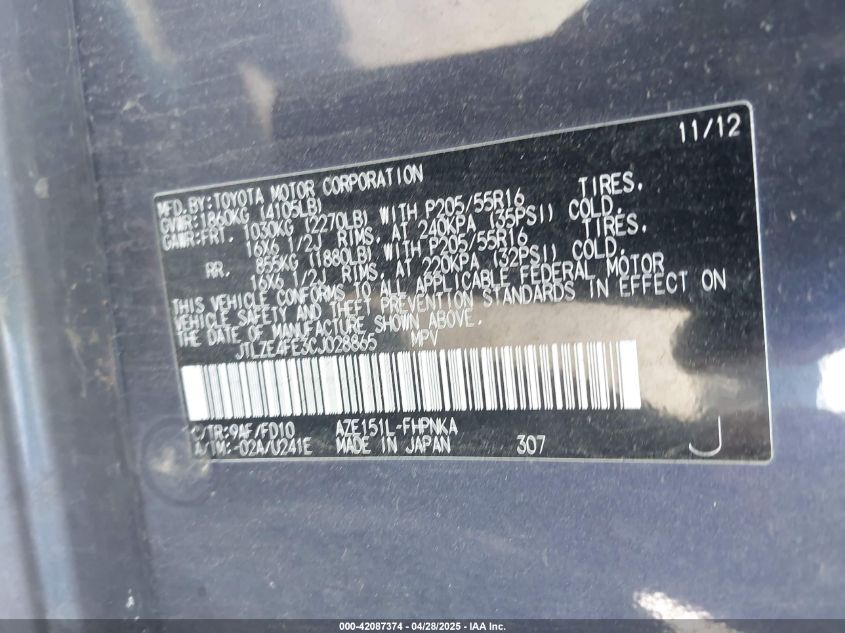 11/12
MFD.BY:TOYOTA MOTOR CORPORATION
GVWR:1860KG (4105LB)
GAWR:FRT. 1030KG (2270LB) WITH P205/55R16 TIRES,
16X6 1/2J RIMS, AT 240KPA (35PSI) COLD.
RR. 855KG (1880LB) WITH P205/55R16 TIRES,
16X6 1/2J RIMS, AT 220KPA (32PSI) COLD.
THIS VEHICLE CONFORMS TO ALL APPLICABLE FEDERAL MOTOR
VEHICLE SAFETY AND THEFT PREVENTION STANDARDS IN EFFECT ON
THE DATE OF MANUFACTURE SHOWN ABOVE.
JTLZE4FE3CJ028865 MPV
C/TR:9AF/FD10 AZE151L-FHPNKA
A/TM:-02A/U241E MADE IN JAPAN 307 J
000-42087374 | 04/28/2025 | IAA Inc.